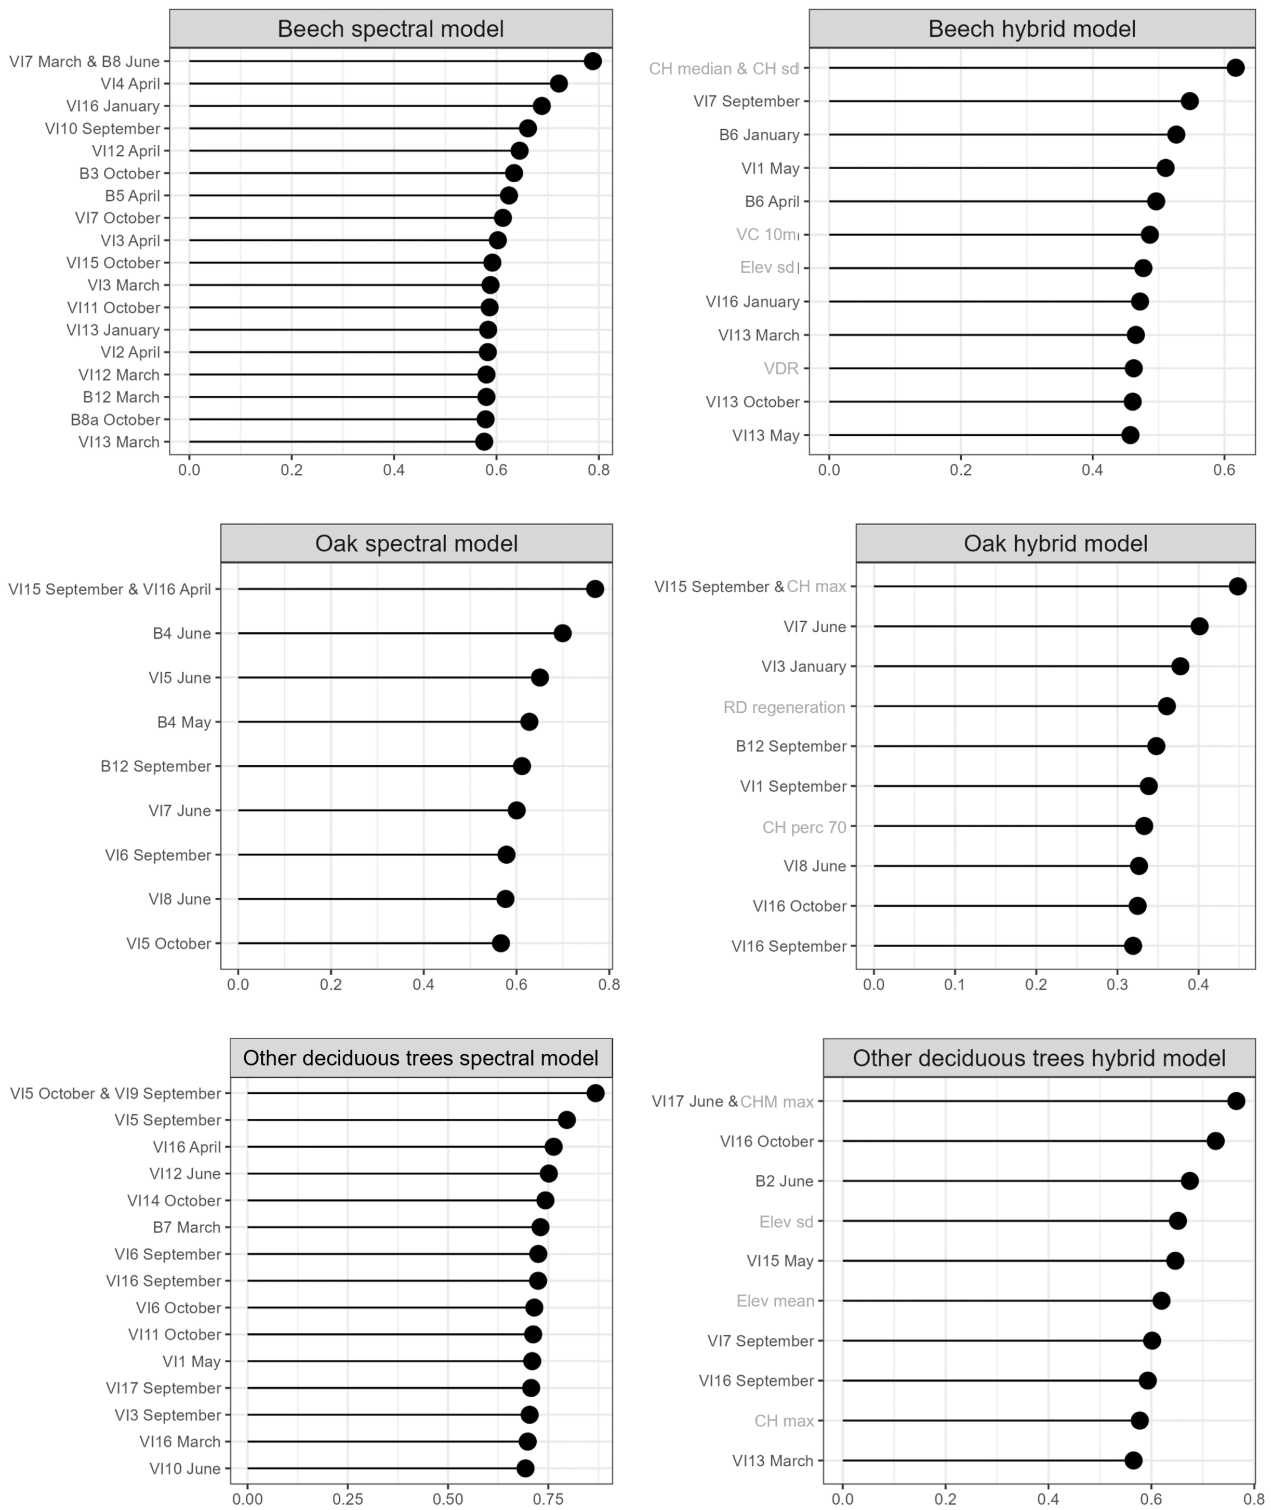 Beech spectral model
VI7 March & B8 June
VI4 April
VI16 January
VI10 September
VI12 April
B3 October
B5 April
VI7 October
VI3 April
VI15 October
VI3 March
VI11 October
VI13 January
VI2 April
VI12 March
B12 March
B8a October
VI13 March
0.0 0.2 0.4 0.6 0.8
Beech hybrid model
CH median & CH sd
VI7 September
B6 January
VI1 May
B6 April
VC 10m
Elev sd
VI16 January
VI13 March
VDR
VI13 October
VI13 May
0.0 0.2 0.4 0.6
Oak spectral model
VI15 September & VI16 April
B4 June
VI5 June
B4 May
B12 September
VI7 June
VI6 September
VI8 June
VI5 October
0.0 0.2 0.4 0.6 0.8
Oak hybrid model
VI15 September & CH max
VI7 June
VI3 January
RD regeneration
B12 September
VI1 September
CH perc 70
VI8 June
VI16 October
VI16 September
0.0 0.1 0.2 0.3 0.4
Other deciduous trees spectral model
VI5 October & VI9 September
VI5 September
VI16 April
VI12 June
VI14 October
B7 March
VI6 September
VI16 September
VI6 October
VI11 October
VI1 May
VI17 September
VI3 September
VI16 March
VI10 June
0.00 0.25 0.50 0.75
Other deciduous trees hybrid model
VI17 June & CHM max
VI16 October
B2 June
Elev sd
VI15 May
Elev mean
VI7 September
VI16 September
CH max
VI13 March
0.0 0.2 0.4 0.6 0.8